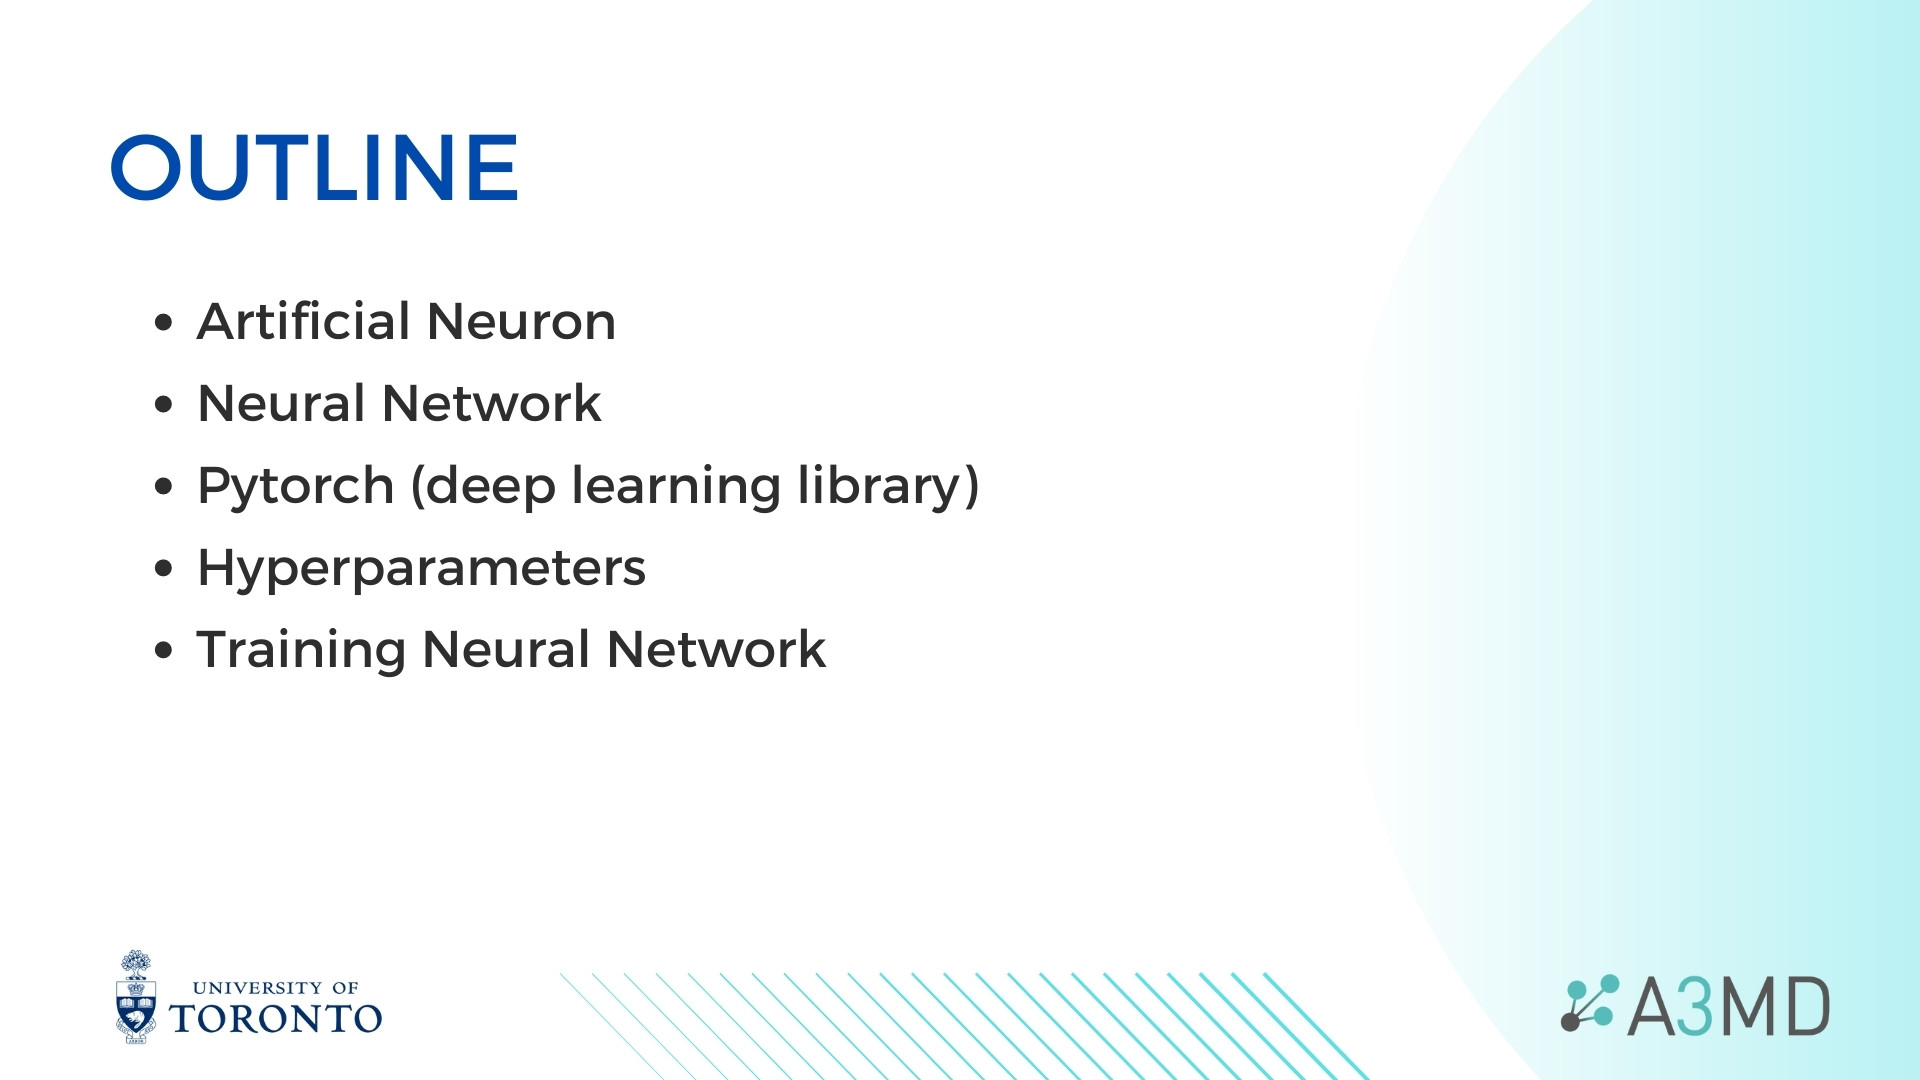 OUTLINE
Artificial Neuron
Neural Network
Pytorch (deep learning library)
Hyperparameters
Training Neural Network
UNIVERSITY OF
TORONTO
A3MD